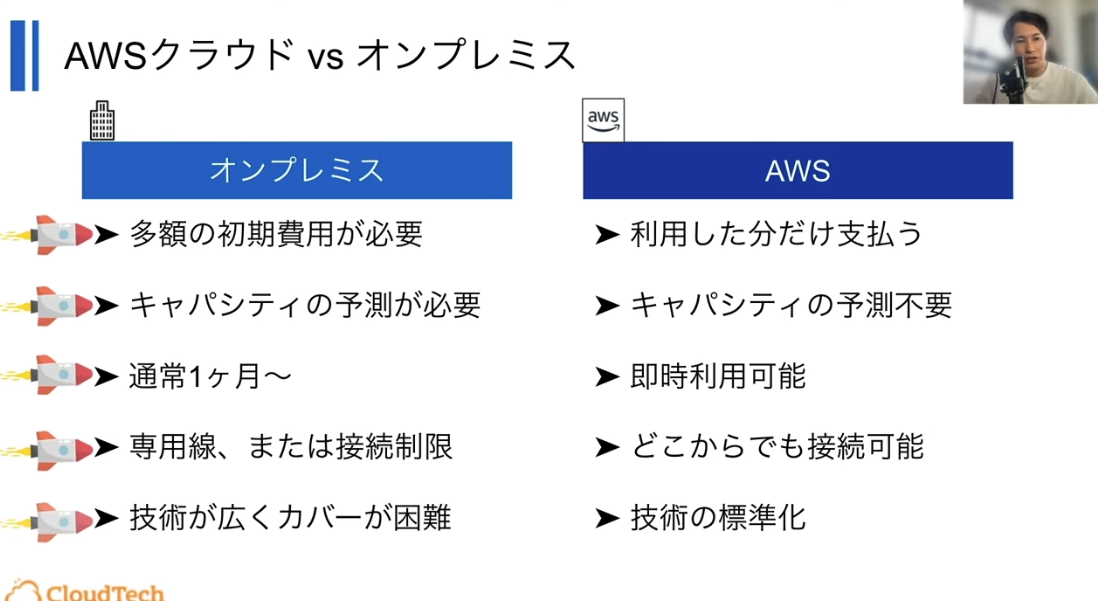 AWSクラウド vs オンプレミス
aws
オンプレミス
AWS
多額の初期費用が必要
利用した分だけ支払う
キャパシティの予測が必要
キャパシティの予測不要
通常1ヶ月〜
即時利用可能
専用線、または接続制限
どこからでも接続可能
技術が広くカバーが困難
技術の標準化
CloudTech